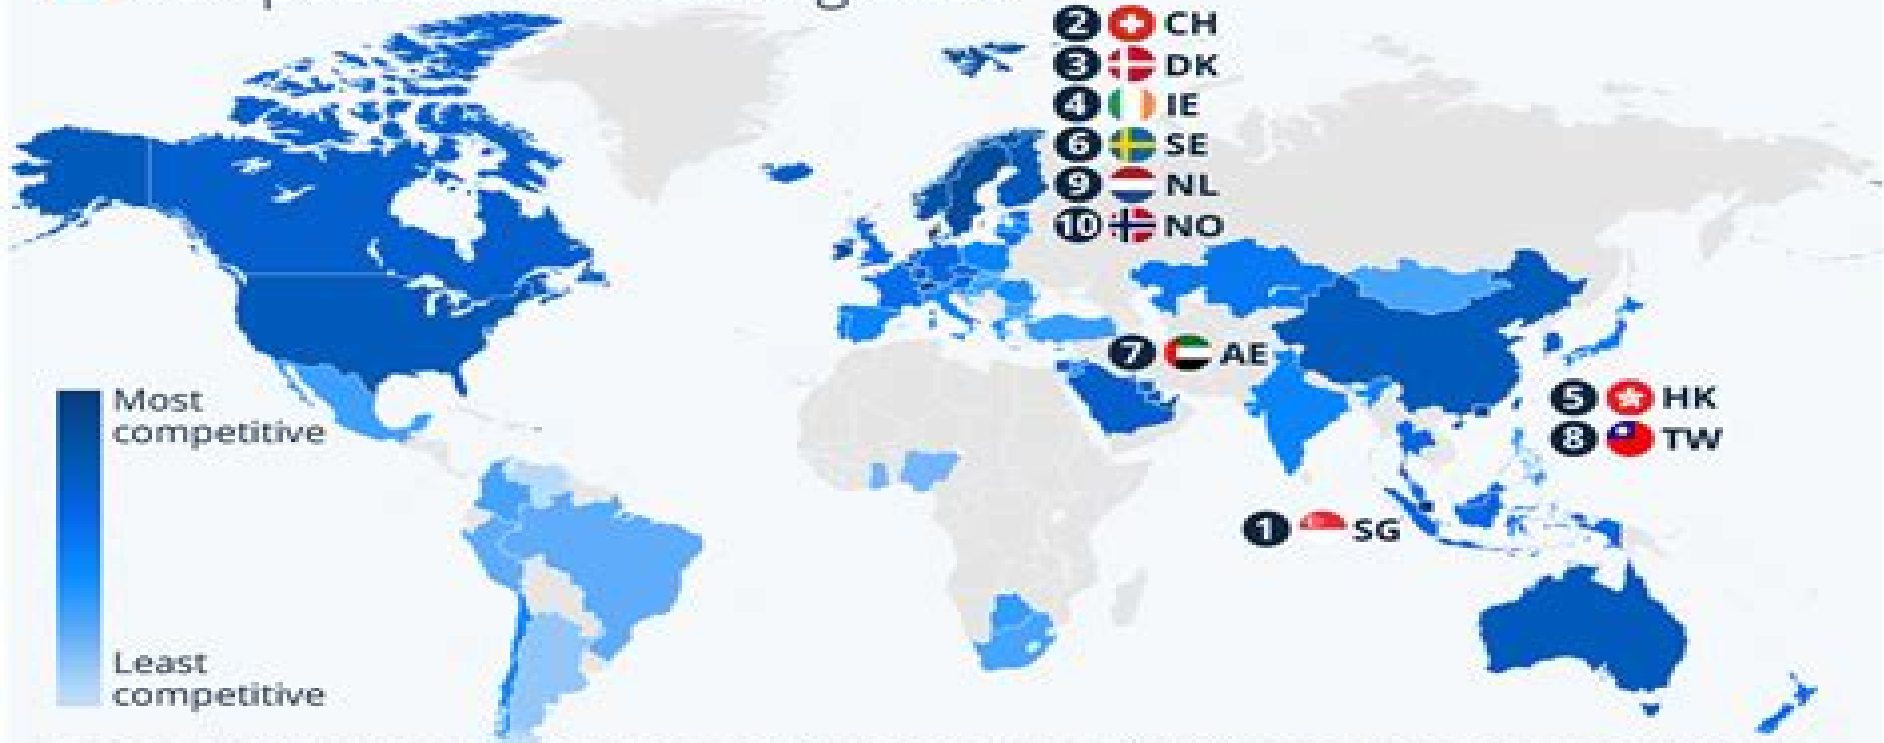 2 CH
3 DK
4 IE
6 SE
9 NL
10 NO
7 AE
Most
competitive
5 HK
8 TW
1 SG
Least
competitive